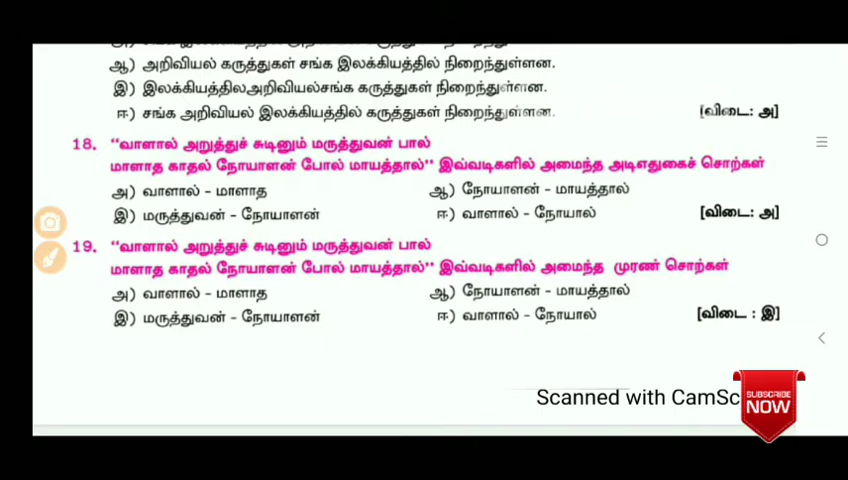 ஆ) அறிவியல் கருத்துகள் சங்க இலக்கியத்தில் நிறைந்துள்ளன.
இ) இலக்கியத்திலஅறிவியல்சங்க கருத்துகள் நிறைந்துள்ளன.
ஈ) சங்க அறிவியல் இலக்கியத்தில் கருத்துகள் நிறைந்துள்ளன. [விடை: அ]
18. “வாளால் அறுத்துச் சுடினும் மருத்துவன் பால்
மாளாத காதல் நோயாளன் போல் மாயத்தால்” இவ்வடிகளில் அமைந்த அடிஎதுகைச் சொற்கள்
அ) வாளால் - மாளாத ஆ) நோயாளன் - மாயத்தால்
இ) மருத்துவன் - நோயாளன் ஈ) வாளால் - நோயால் [விடை: அ]
19. “வாளால் அறுத்துச் சுடினும் மருத்துவன் பால்
மாளாத காதல் நோயாளன் போல் மாயத்தால்” இவ்வடிகளில் அமைந்த முரண் சொற்கள்
அ) வாளால் - மாளாத ஆ) நோயாளன் - மாயத்தால்
இ) மருத்துவன் - நோயாளன் ஈ) வாளால் - நோயால் [விடை : இ]
Scanned with CamSc
SUBSCRIBE
NOW